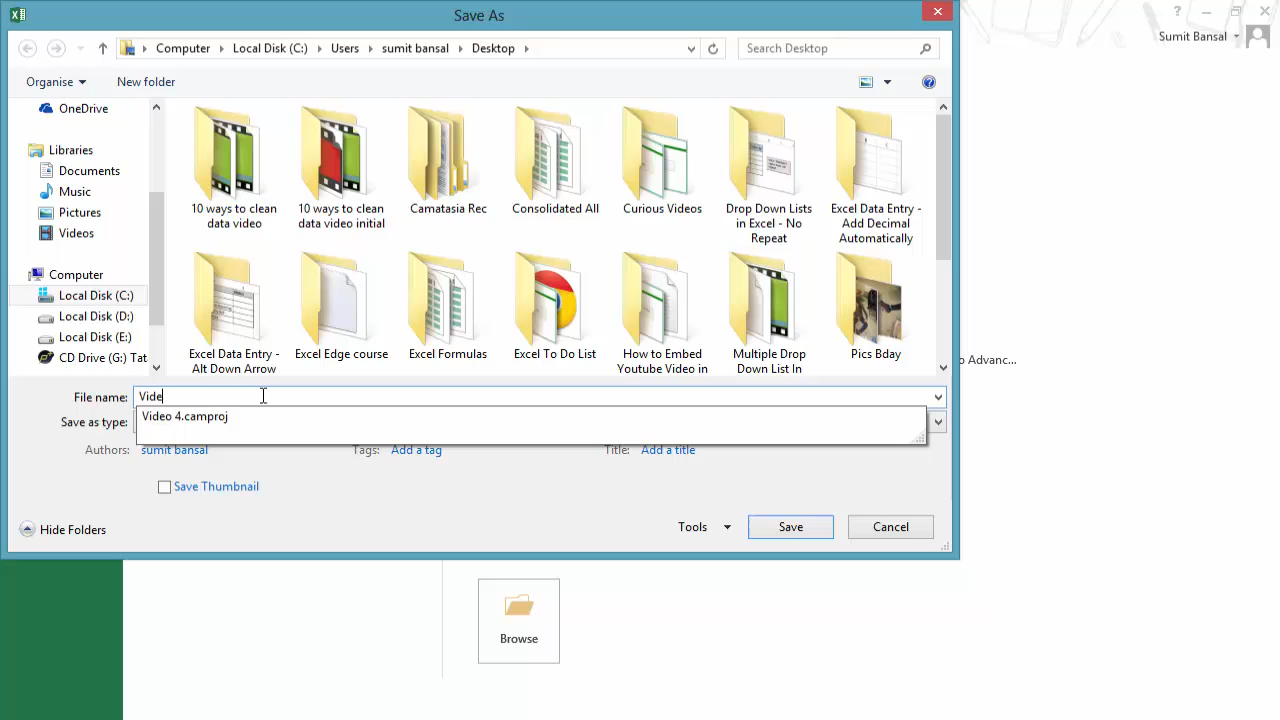 Save As
Sumit Bansal
Computer Local Disk (C:) Users sumit bansal Desktop
Search Desktop
Organise
New folder
OneDrive
Libraries
Documents
Music
Pictures
Videos
Computer
Local Disk (C:)
Local Disk (D:)
Local Disk (E:)
CD Drive (G:) Tat
10 ways to clean
data video
10 ways to clean
data video initial
Camatasia Rec
Consolidated All
Curious Videos
Drop Down Lists
in Excel - No
Repeat
Excel Data Entry -
Add Decimal
Automatically
Excel Data Entry -
Alt Down Arrow
Excel Edge course
Excel Formulas
Excel To Do List
How to Embed
Youtube Video in
Multiple Drop
Down List In
Pics Bday
o Advanc...
File name: Vide
Video 4.camproj
Save as type:
Authors: sumit bansal
Tags: Add a tag
Title: Add a title
Save Thumbnail
Hide Folders
Tools
Save
Cancel
Browse